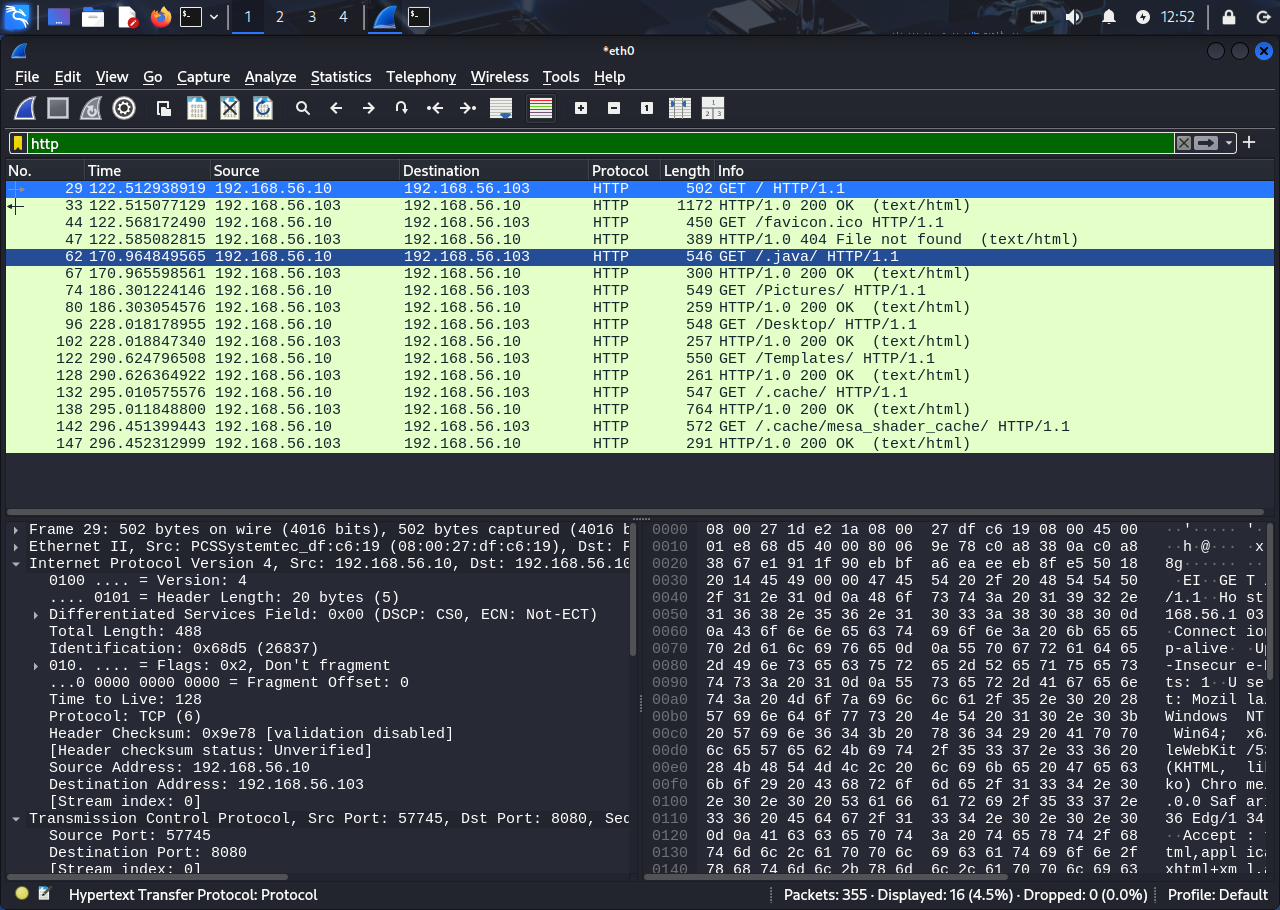 1 2 3 4 12:52
*eth0
File Edit View Go Capture Analyze Statistics Telephony Wireless Tools Help
http
No. Time Source Destination Protocol Length Info
29 122.512938919 192.168.56.10 192.168.56.103 HTTP 502 GET / HTTP/1.1
33 122.515077129 192.168.56.103 192.168.56.10 HTTP 1172 HTTP/1.0 200 OK (text/html)
44 122.568172490 192.168.56.10 192.168.56.103 HTTP 450 GET /favicon.ico HTTP/1.1
47 122.585082815 192.168.56.103 192.168.56.10 HTTP 389 HTTP/1.0 404 File not found (text/html)
62 170.964849565 192.168.56.10 192.168.56.103 HTTP 546 GET /.java/ HTTP/1.1
67 170.965598561 192.168.56.103 192.168.56.10 HTTP 300 HTTP/1.0 200 OK (text/html)
74 186.301224146 192.168.56.10 192.168.56.103 HTTP 549 GET /Pictures/ HTTP/1.1
80 186.303054576 192.168.56.103 192.168.56.10 HTTP 259 HTTP/1.0 200 OK (text/html)
96 228.018178955 192.168.56.10 192.168.56.103 HTTP 548 GET /Desktop/ HTTP/1.1
102 228.018847340 192.168.56.103 192.168.56.10 HTTP 257 HTTP/1.0 200 OK (text/html)
122 290.624796508 192.168.56.10 192.168.56.103 HTTP 550 GET /Templates/ HTTP/1.1
128 290.626364922 192.168.56.103 192.168.56.10 HTTP 261 HTTP/1.0 200 OK (text/html)
132 295.010575576 192.168.56.10 192.168.56.103 HTTP 547 GET /.cache/ HTTP/1.1
138 295.011848800 192.168.56.103 192.168.56.10 HTTP 764 HTTP/1.0 200 OK (text/html)
142 296.451399443 192.168.56.10 192.168.56.103 HTTP 572 GET /.cache/mesa_shader_cache/ HTTP/1.1
147 296.452312999 192.168.56.103 192.168.56.10 HTTP 291 HTTP/1.0 200 OK (text/html)
Frame 29: 502 bytes on wire (4016 bits), 502 bytes captured (4016 b
Ethernet II, Src: PCSSystemtec_df:c6:19 (08:00:27:df:c6:19), Dst: P
Internet Protocol Version 4, Src: 192.168.56.10, Dst: 192.168.56.10
0100 .... = Version: 4
.... 0101 = Header Length: 20 bytes (5)
Differentiated Services Field: 0x00 (DSCP: CS0, ECN: Not-ECT)
Total Length: 488
Identification: 0x68d5 (26837)
010. .... = Flags: 0x2, Don't fragment
...0 0000 0000 0000 = Fragment Offset: 0
Time to Live: 128
Protocol: TCP (6)
Header Checksum: 0x9e78 [validation disabled]
[Header checksum status: Unverified]
Source Address: 192.168.56.10
Destination Address: 192.168.56.103
[Stream index: 0]
Transmission Control Protocol, Src Port: 57745, Dst Port: 8080, Seq
Source Port: 57745
Destination Port: 8080
[Stream index: 0]
0000 08 00 27 1d e2 1a 08 00 27 df c6 19 08 00 45 00 ··'····· '·
0010 01 e8 68 d5 40 00 80 06 9e 78 c0 a8 38 0a c0 a8 ··h·@··· ·x
0020 38 67 e1 91 1f 90 eb bf a6 ea ee eb 8f e5 50 18 8g······ ··
0030 20 14 45 49 00 00 47 45 54 20 2f 20 48 54 54 50 ·EI··GE T /
0040 2f 31 2e 31 0d 0a 48 6f 73 74 3a 20 31 39 32 2e /1.1··Ho st
0050 31 36 38 2e 35 36 2e 31 30 33 3a 38 30 38 30 0d 168.56.1 03
0060 0a 43 6f 6e 6e 65 63 74 69 6f 6e 3a 20 6b 65 65 ·Connect ion
0070 70 2d 61 6c 69 76 65 0d 0a 55 70 67 72 61 64 65 p-alive· ·Up
0080 2d 49 6e 73 65 63 75 72 65 2d 52 65 71 75 65 73 -Insecur e-
0090 74 73 3a 20 31 0d 0a 55 73 65 72 2d 41 67 65 6e ts: 1··U se
00a0 74 3a 20 4d 6f 7a 69 6c 6c 61 2f 35 2e 30 20 28 t: Mozil la
00b0 57 69 6e 64 6f 77 73 20 4e 54 20 31 30 2e 30 3b Windows NT
00c0 20 57 69 6e 36 34 3b 20 78 36 34 29 20 41 70 70 Win64; x64
00d0 6c 65 57 65 62 4b 69 74 2f 35 33 37 2e 33 36 20 leWebKit /53
00e0 28 4b 48 54 4d 4c 2c 20 6c 69 6b 65 20 47 65 63 (KHTML, lik
00f0 6b 6f 29 20 43 68 72 6f 6d 65 2f 31 33 34 2e 30 ko) Chro me
0100 2e 30 2e 30 20 53 61 66 61 72 69 2f 35 33 37 2e .0.0 Saf ari
0110 33 36 20 45 64 67 2f 31 33 34 2e 30 2e 30 2e 30 36 Edg/1 34
0120 0d 0a 41 63 63 65 70 74 3a 20 74 65 78 74 2f 68 ··Accept :
0130 74 6d 6c 2c 61 70 70 6c 69 63 61 74 69 6f 6e 2f tml,appl ica
0140 78 68 74 6d 6c 2b 78 6d 6c 2c 61 70 70 6c 69 63 xhtml+xm l,a
Hypertext Transfer Protocol: Protocol Packets: 355 · Displayed: 16 (4.5%) · Dropped: 0 (0.0%) Profile: Default